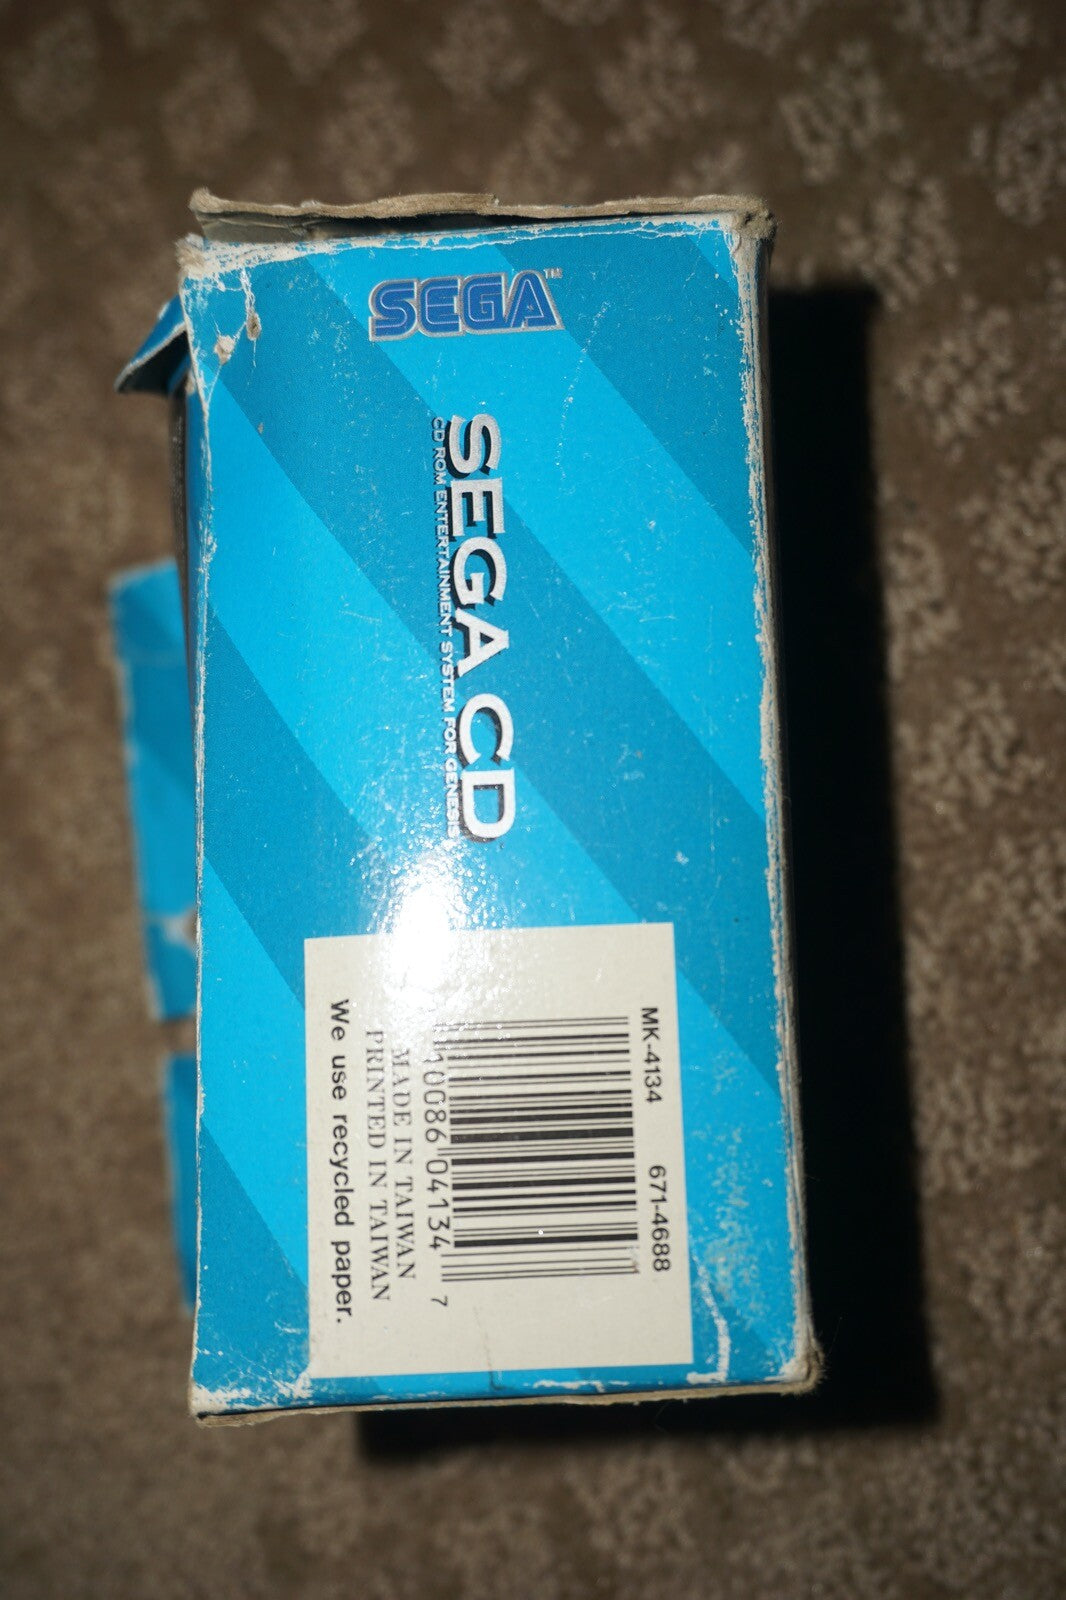 SEGA™
SEGA CD
CD ROM ENTERTAINMENT SYSTEM FOR GENESIS
MK-4134 671-4688
10086 04134 7
MADE IN TAIWAN
PRINTED IN TAIWAN
We use recycled paper.